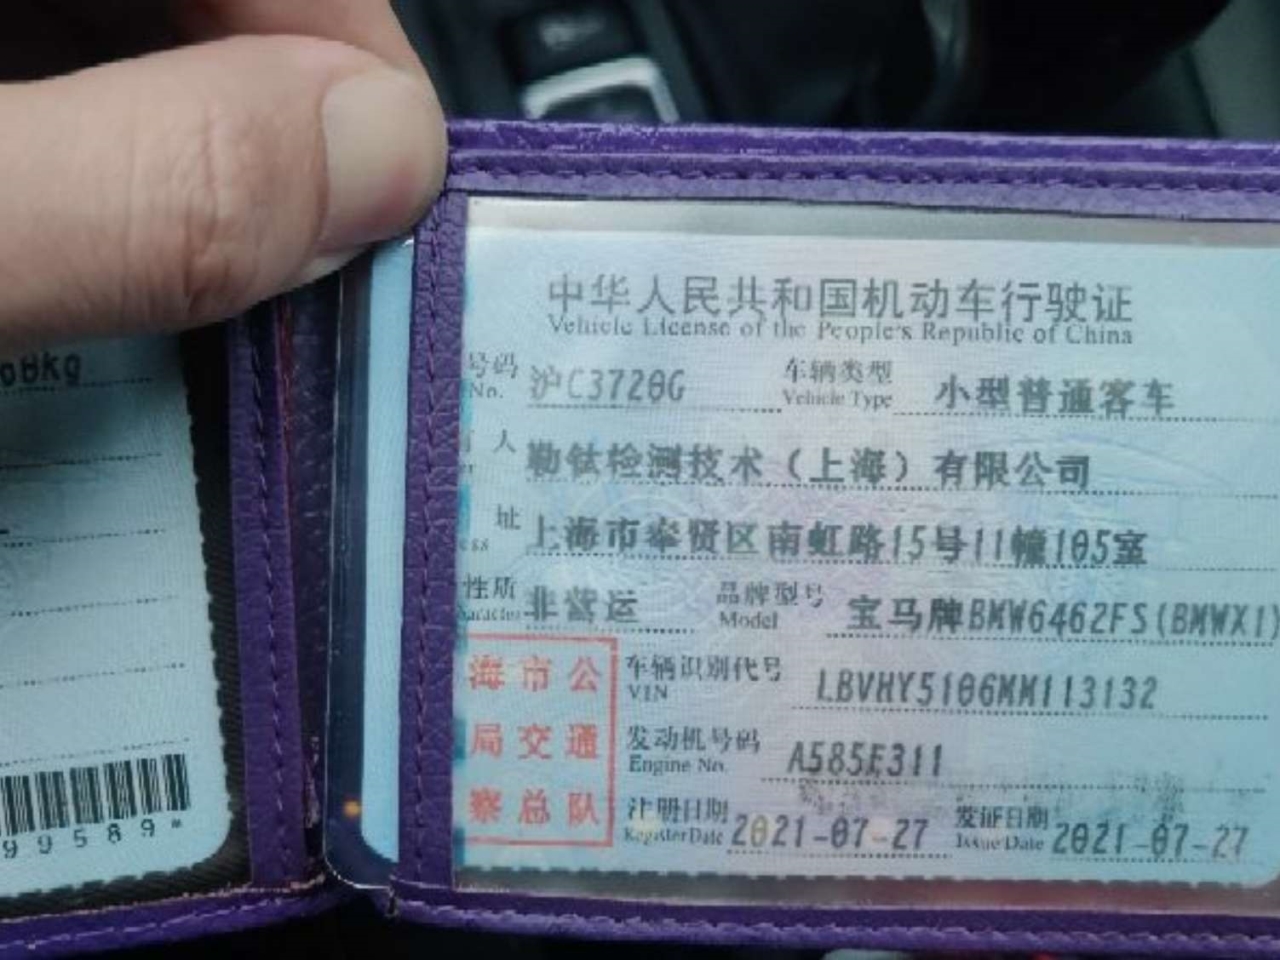 中华人民共和国机动车行驶证
Vehicle License of the People's Republic of China
号码 沪C3720G 车辆类型 小型普通客车
No. Vehicle Type
人 勒钛检测技术（上海）有限公司
址 上海市奉贤区南虹路15号11幢105室
ess
性质 非营运 品牌型号 宝马牌BMW6462FS(BMWX1)
aracter Model
海市公
局交通
察总队
车辆识别代号 LBVHY5106MM113132
VIN
发动机号码 A585E311
Engine No.
注册日期 2021-07-27 发证日期 2021-07-27
Register Date Issue Date
kg
99589*